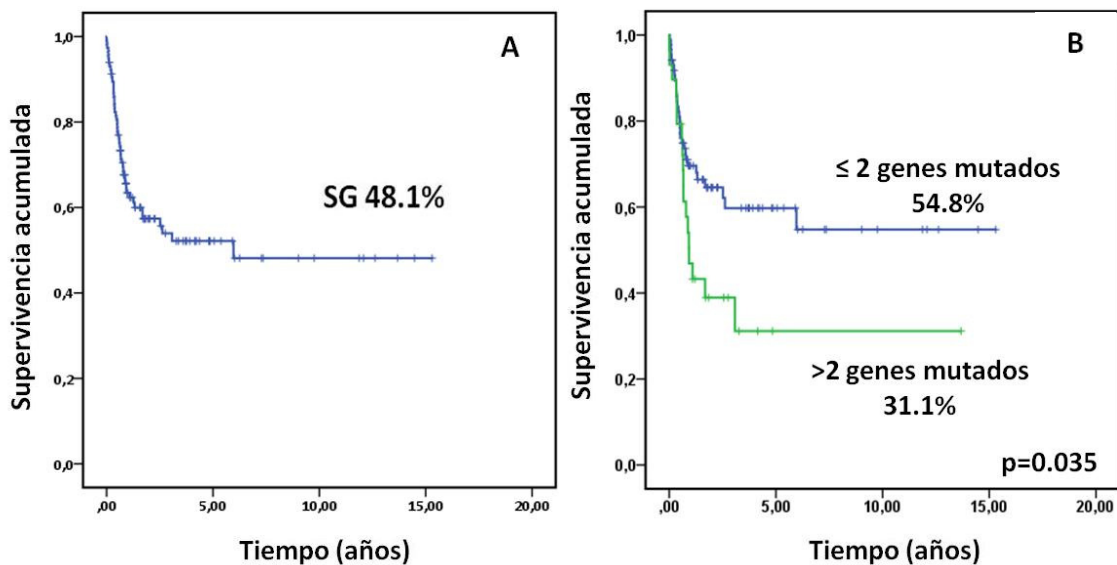 A
Supervivencia acumulada
1,0
0,8
0,6
0,4
0,2
0,0
SG 48.1%
,00
5,00
10,00
15,00
20,00
Tiempo (años)
B
Supervivencia acumulada
1,0
0,8
0,6
0,4
0,2
0,0
≤ 2 genes mutados
54.8%
>2 genes mutados
31.1%
p=0.035
,00
5,00
10,00
15,00
20,00
Tiempo (años)